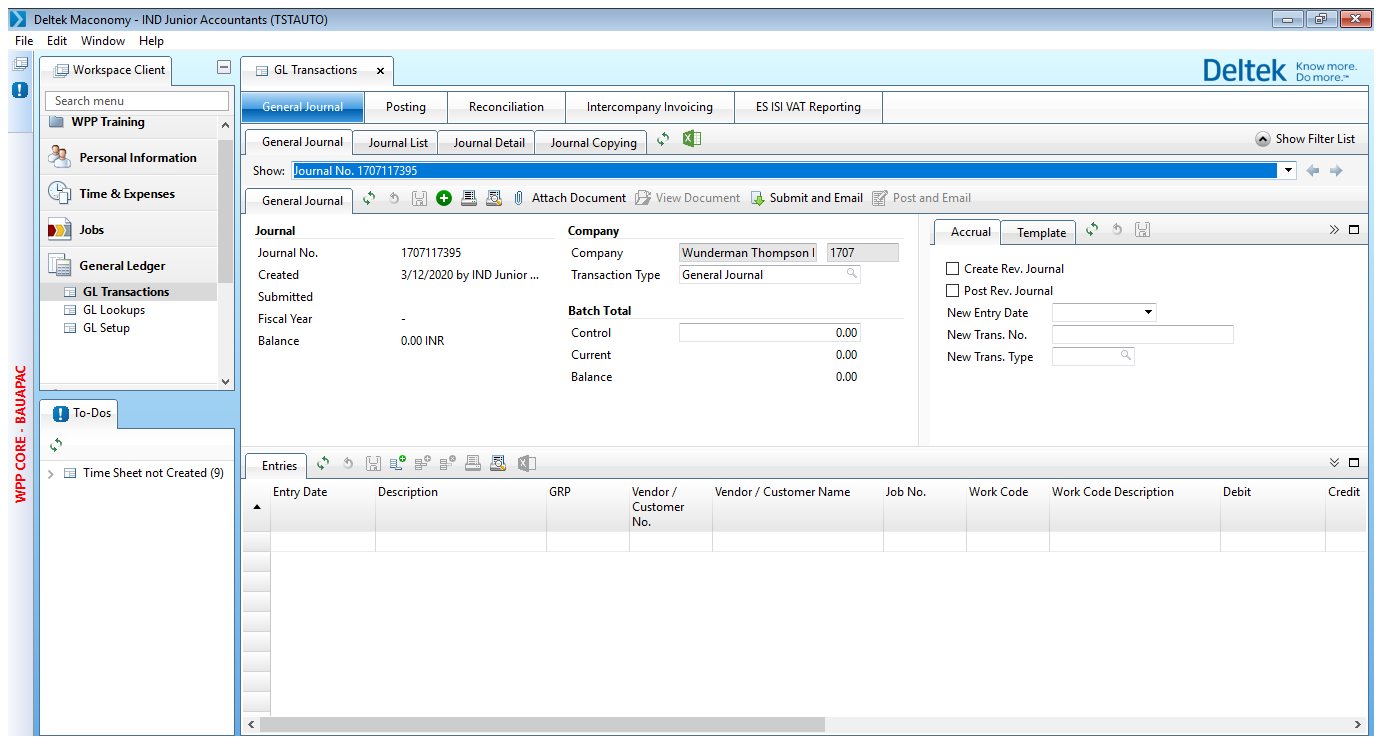 Deltek Maconomy - IND Junior Accountants (TSTAUTO)
File Edit Window Help
Workspace Client
Search menu
WPP Training
Personal Information
Time & Expenses
Jobs
General Ledger
GL Transactions
GL Lookups
GL Setup
WPP CORE - BAUAPAC
To-Dos
Time Sheet not Created (9)
GL Transactions
Deltek Know more.
Do more.™
General Journal Posting Reconciliation Intercompany Invoicing ES ISI VAT Reporting
General Journal Journal List Journal Detail Journal Copying Show Filter List
Show: Journal No. 1707117395
General Journal Attach Document View Document Submit and Email Post and Email
Journal
Journal No. 1707117395
Created 3/12/2020 by IND Junior ...
Submitted
Fiscal Year -
Balance 0.00 INR
Company
Company Wunderman Thompson I 1707
Transaction Type General Journal
Batch Total
Control 0.00
Current 0.00
Balance 0.00
Accrual Template
Create Rev. Journal
Post Rev. Journal
New Entry Date
New Trans. No.
New Trans. Type
Entries
Entry Date Description GRP Vendor / Customer No. Vendor / Customer Name Job No. Work Code Work Code Description Debit Credit